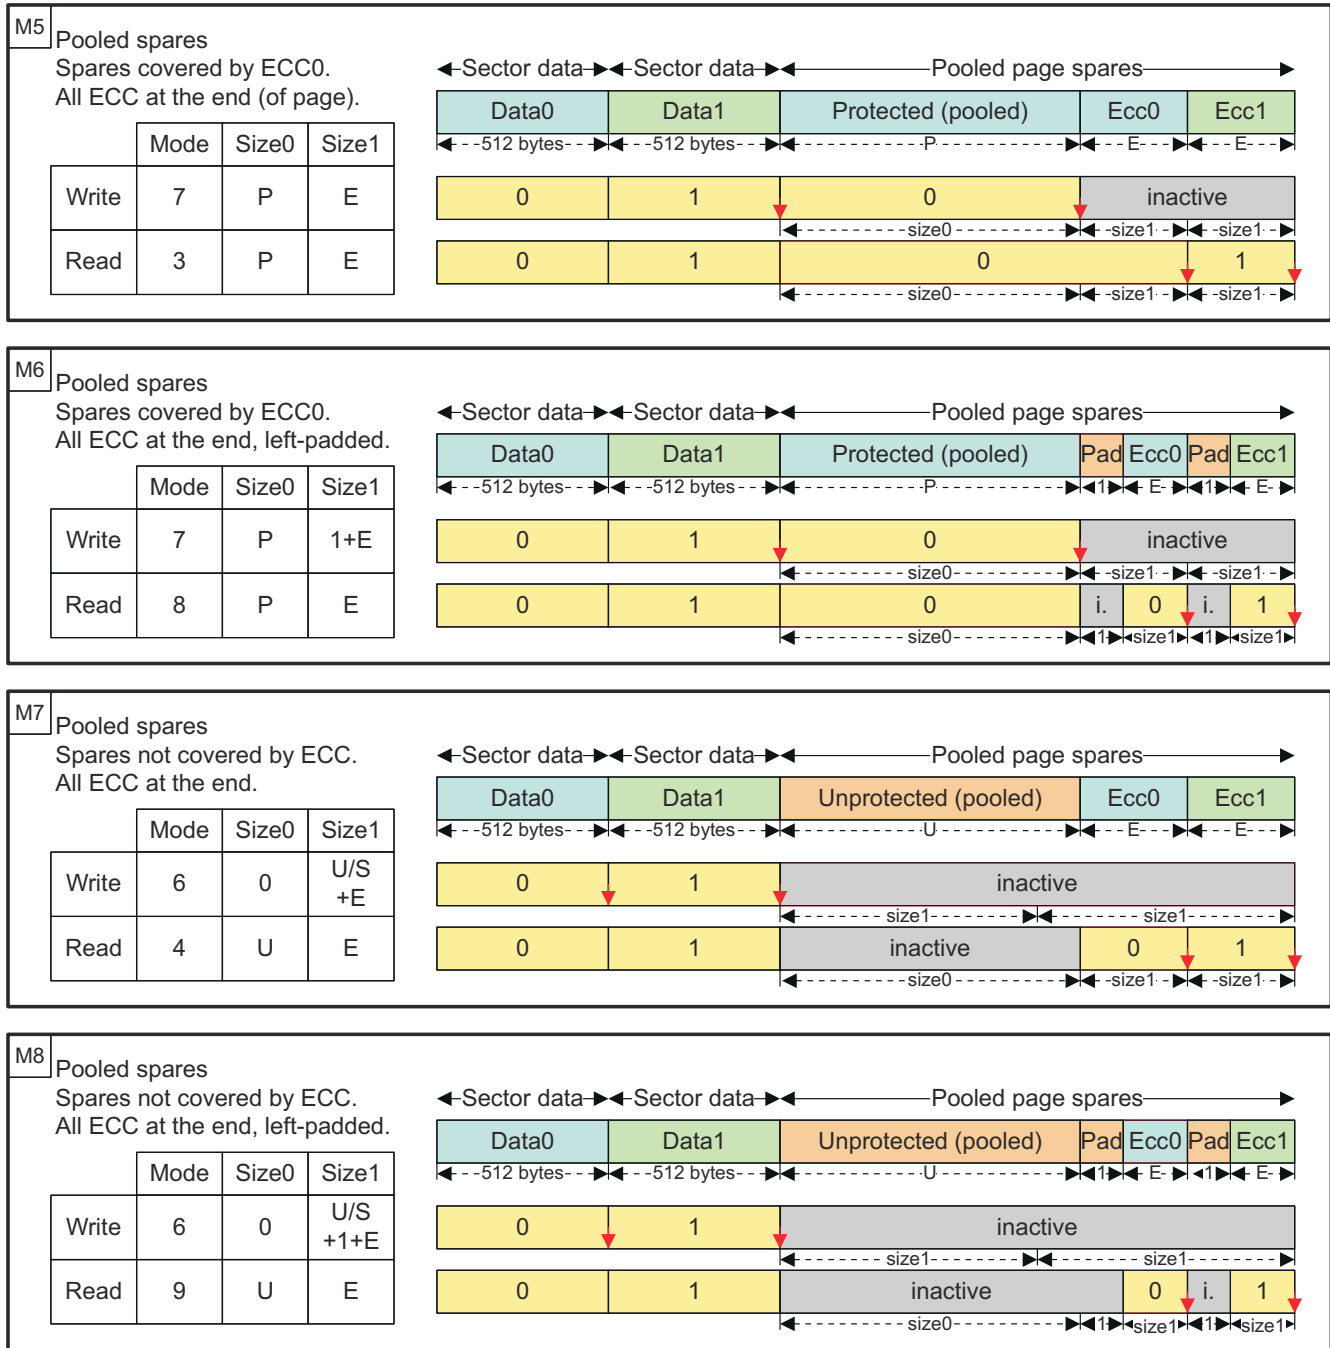 M5
Pooled spares
Spares covered by ECC0.
All ECC at the end (of page).
Mode Size0 Size1
Write 7 P E
Read 3 P E
Sector data Sector data Pooled page spares
Data0 Data1 Protected (pooled) Ecc0 Ecc1
512 bytes 512 bytes P E E
0 1 0 inactive
size0 size1 size1
0 1 0 1
size0 size1 size1
M6
Pooled spares
Spares covered by ECC0.
All ECC at the end, left-padded.
Mode Size0 Size1
Write 7 P 1+E
Read 8 P E
Sector data Sector data Pooled page spares
Data0 Data1 Protected (pooled) Pad Ecc0 Pad Ecc1
512 bytes 512 bytes P 1 E 1 E
0 1 0 inactive
size0 size1 size1
0 1 0 i. 0 i. 1
size0 1 size1 1 size1
M7
Pooled spares
Spares not covered by ECC.
All ECC at the end.
Mode Size0 Size1
Write 6 0 U/S
+E
Read 4 U E
Sector data Sector data Pooled page spares
Data0 Data1 Unprotected (pooled) Ecc0 Ecc1
512 bytes 512 bytes U E E
0 1 inactive
size1 size1
0 1 inactive 0 1
size0 size1 size1
M8
Pooled spares
Spares not covered by ECC.
All ECC at the end, left-padded.
Mode Size0 Size1
Write 6 0 U/S
+1+E
Read 9 U E
Sector data Sector data Pooled page spares
Data0 Data1 Unprotected (pooled) Pad Ecc0 Pad Ecc1
512 bytes 512 bytes U 1 E 1 E
0 1 inactive
size1 size1
0 1 inactive 0 i. 1
size0 1 size1 1 size1